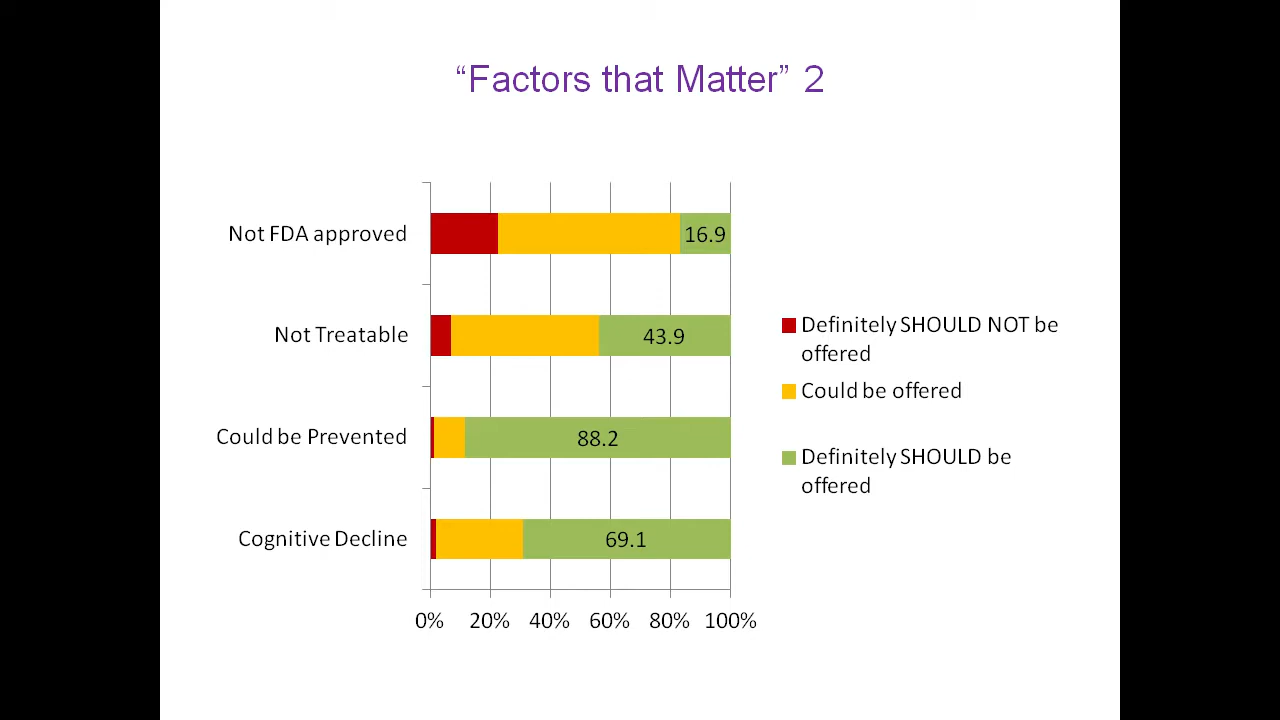 “Factors that Matter” 2
Not FDA approved
16.9
Not Treatable
43.9
Could be Prevented
88.2
Cognitive Decline
69.1
0% 20% 40% 60% 80% 100%
Definitely SHOULD NOT be
offered
Could be offered
Definitely SHOULD be
offered